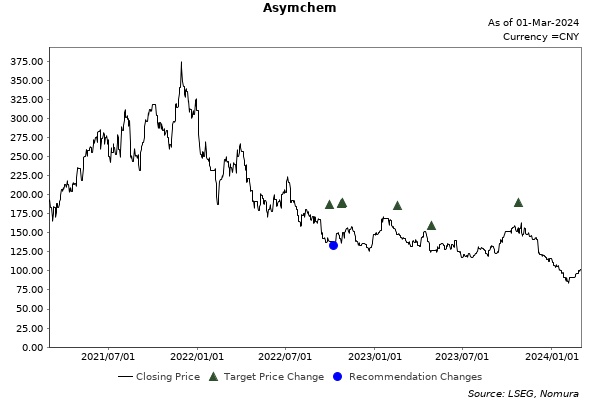 Asymchem
As of 01-Mar-2024
Currency =CNY
375.00
350.00
325.00
300.00
275.00
250.00
225.00
200.00
175.00
150.00
125.00
100.00
75.00
50.00
25.00
0.00
2021/07/01 2022/01/01 2022/07/01 2023/01/01 2023/07/01 2024/01/01
Closing Price Target Price Change Recommendation Changes
Source: LSEG, Nomura